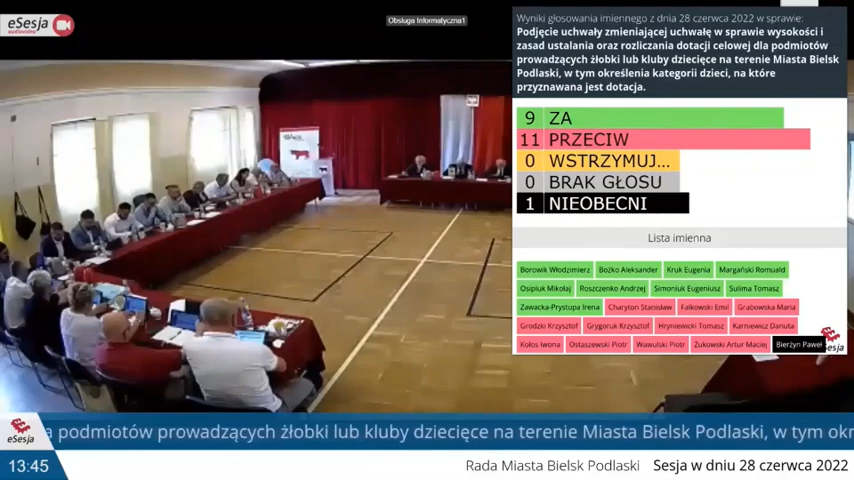 eSesja
audiovideo
Obsługa Informatyczna1
Wyniki głosowania imiennego z dnia 28 czerwca 2022 w sprawie:
Podjęcie uchwały zmieniającej uchwałę w sprawie wysokości i
zasad ustalania oraz rozliczania dotacji celowej dla podmiotów
prowadzących żłobki lub kluby dziecięce na terenie Miasta Bielsk
Podlaski, w tym określenia kategorii dzieci, na które
przyznawana jest dotacja.
9 ZA
11 PRZECIW
0 WSTRZYMUJ...
0 BRAK GŁOSU
1 NIEOBECNI
Lista imienna
Borowik Włodzimierz Bożko Aleksander Kruk Eugenia Margański Romuald
Osipiuk Mikołaj Roszczenko Andrzej Simoniuk Eugeniusz Sulima Tomasz
Zawacka-Prystupa Irena Charyton Stanisław Falkowski Emil Grabowska Maria
Grodzki Krzysztof Grygoruk Krzysztof Hryniewski Tomasz Karniewicz Danuta
Kołos Iwona Ostaszewski Piotr Wawulski Piotr Żukowski Artur Maciej Bierżyn Paweł
eSesja
a podmiotów prowadzących żłobki lub kluby dziecięce na terenie Miasta Bielsk Podlaski, w tym okr
13:45
Rada Miasta Bielsk Podlaski Sesja w dniu 28 czerwca 2022